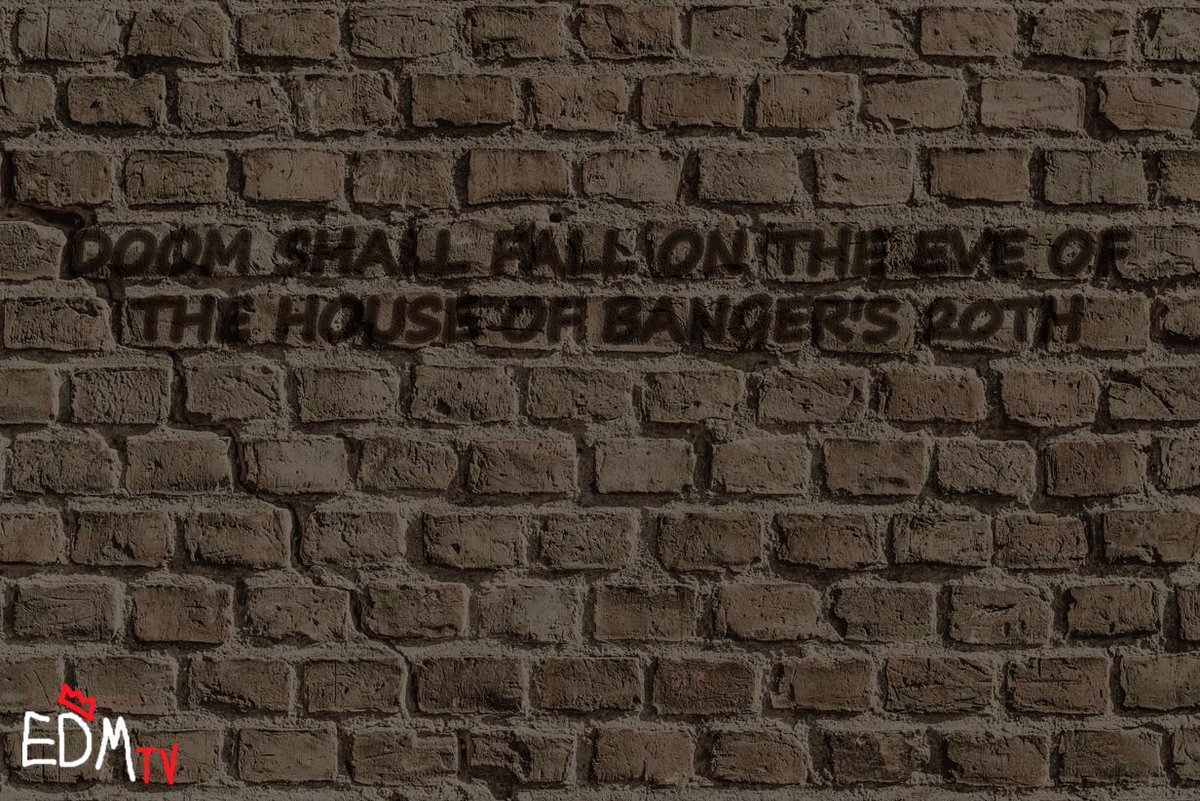 DOOM SHALL FALL ON THE EVE OF
THE HOUSE OF BANGER'S 20TH
EDM TV